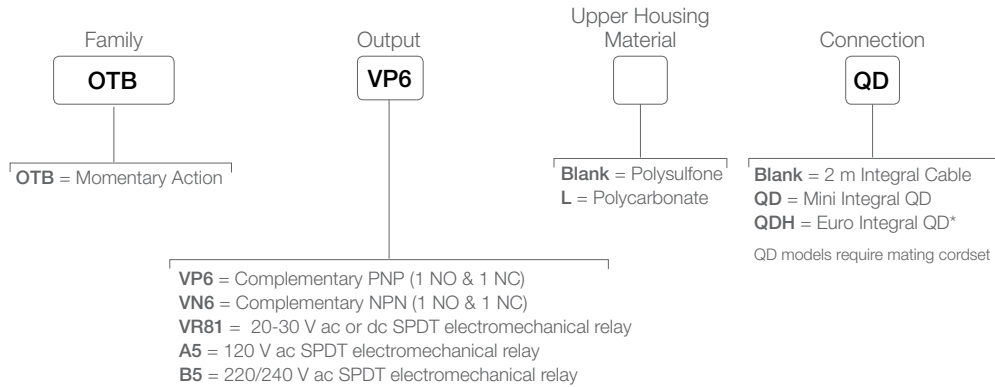 Family
Output
Upper Housing
Material
Connection
OTB
VP6
QD
OTB = Momentary Action
Blank = Polysulfone
L = Polycarbonate
Blank = 2 m Integral Cable
QD = Mini Integral QD
QDH = Euro Integral QD*
QD models require mating cordset
VP6 = Complementary PNP (1 NO & 1 NC)
VN6 = Complementary NPN (1 NO & 1 NC)
VR81 = 20-30 V ac or dc SPDT electromechanical relay
A5 = 120 V ac SPDT electromechanical relay
B5 = 220/240 V ac SPDT electromechanical relay